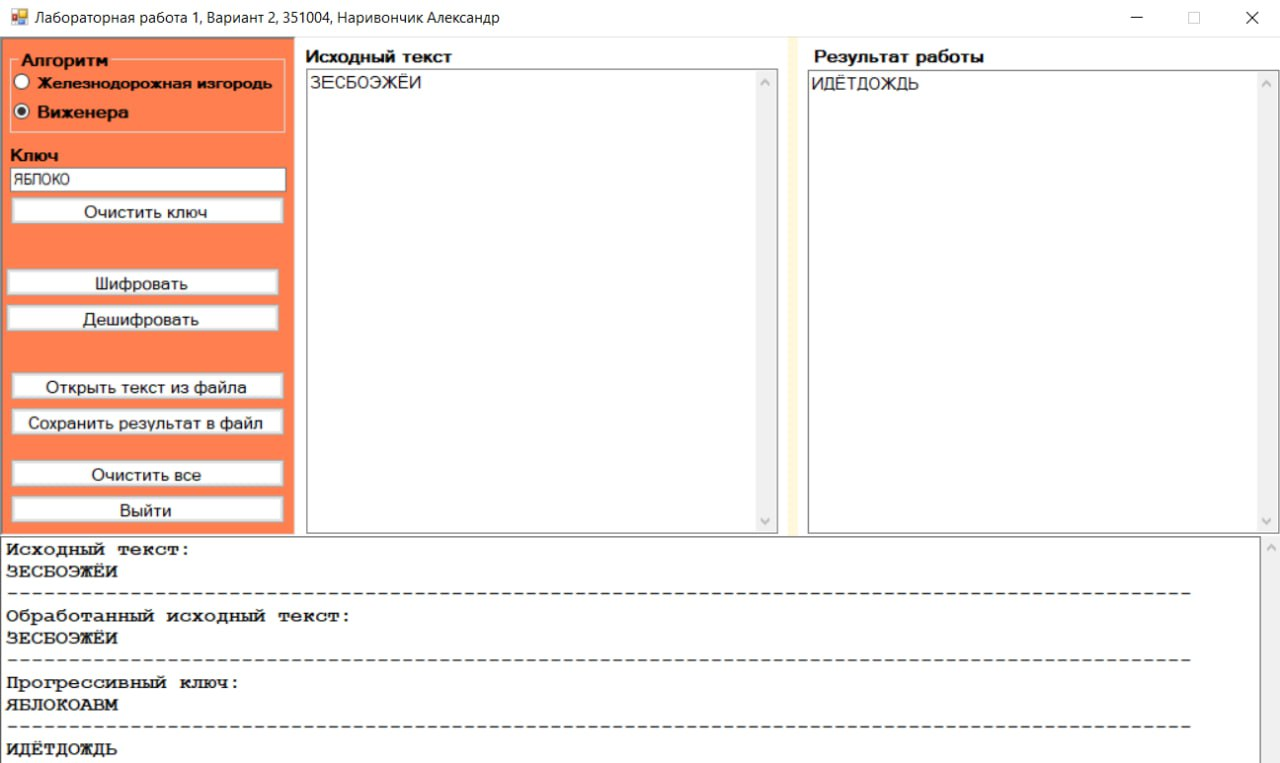 Лабораторная работа 1, Вариант 2, 351004, Наривончик Александр
Алгоритм
Железнодорожная изгородь
Виженера
Ключ
ЯБЛОКО
Очистить ключ
Шифровать
Дешифровать
Открыть текст из файла
Сохранить результат в файл
Очистить все
Выйти
Исходный текст
ЗЕСБОЭЖЁИ
Результат работы
ИДЁТДОЖДЬ
Исходный текст:
ЗЕСБОЭЖЁИ
-----------------------------------------------------------------------------------------------
Обработанный исходный текст:
ЗЕСБОЭЖЁИ
-----------------------------------------------------------------------------------------------
Прогрессивный ключ:
ЯБЛОКОАВМ
-----------------------------------------------------------------------------------------------
ИДЁТДОЖДЬ